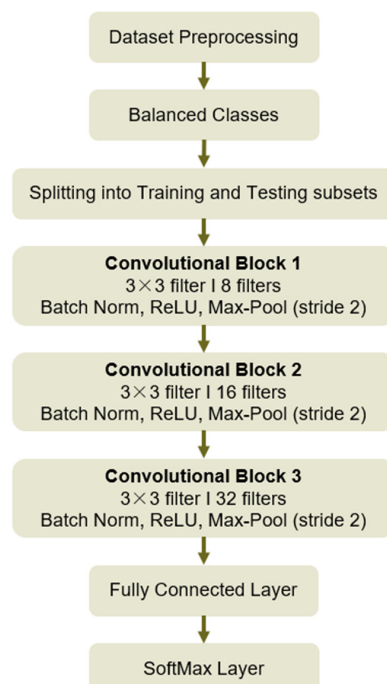 Dataset Preprocessing
Balanced Classes
Splitting into Training and Testing subsets
Convolutional Block 1
3×3 filter I 8 filters
Batch Norm, ReLU, Max-Pool (stride 2)
Convolutional Block 2
3×3 filter I 16 filters
Batch Norm, ReLU, Max-Pool (stride 2)
Convolutional Block 3
3×3 filter I 32 filters
Batch Norm, ReLU, Max-Pool (stride 2)
Fully Connected Layer
SoftMax Layer